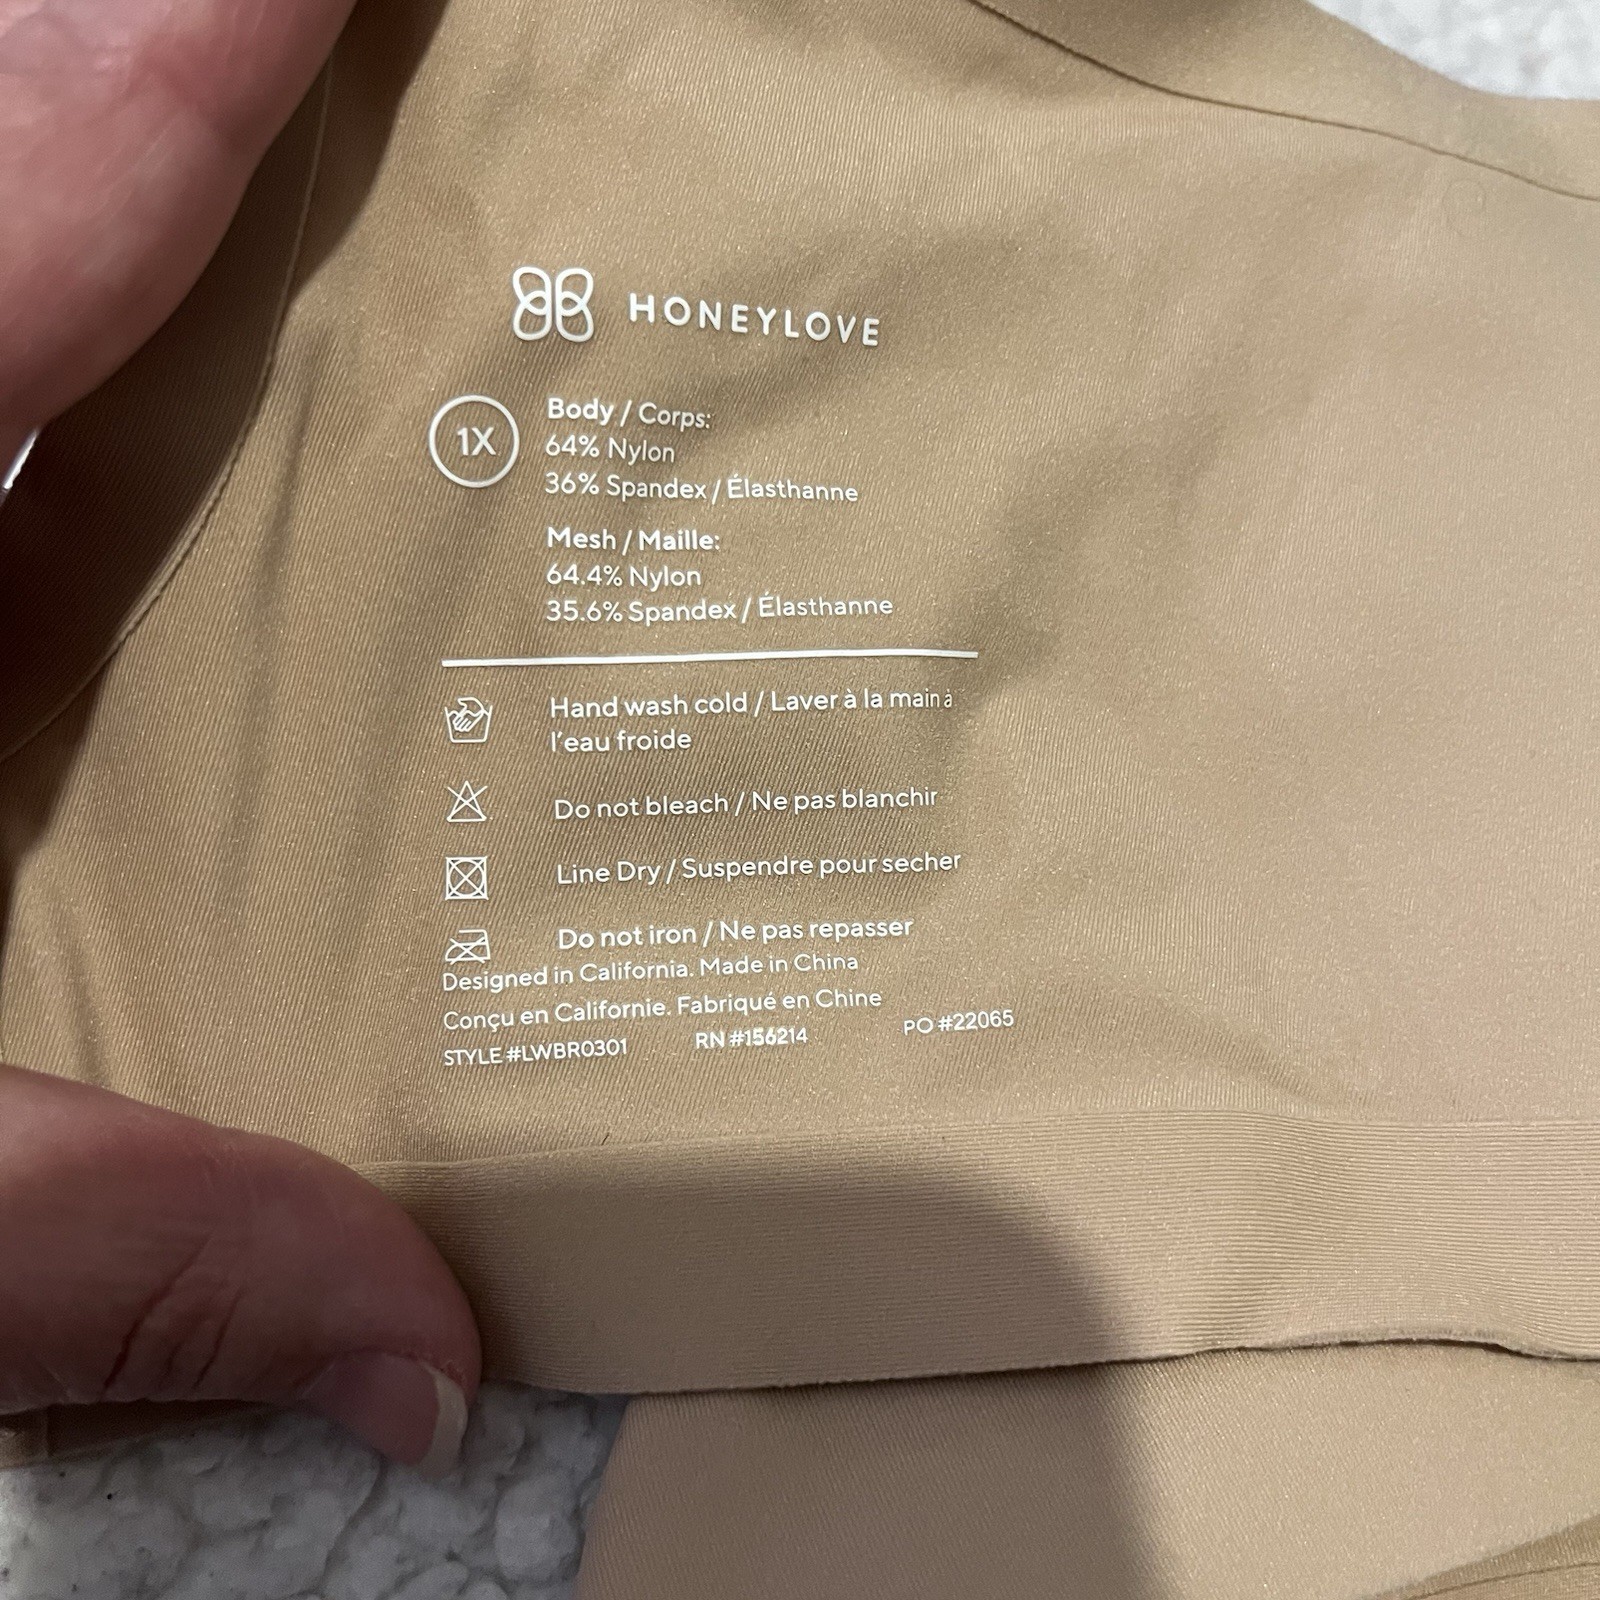 HONEYLOVE
1X
Body / Corps:
64% Nylon
36% Spandex / Élasthanne
Mesh / Maille:
64.4% Nylon
35.6% Spandex / Élasthanne
Hand wash cold / Laver à la main à
l'eau froide
Do not bleach / Ne pas blanchir
Line Dry / Suspendre pour secher
Do not iron / Ne pas repasser
Designed in California. Made in China
Conçu en Californie. Fabriqué en Chine
STYLE #LWBR0301 RN #156214 PO #22065